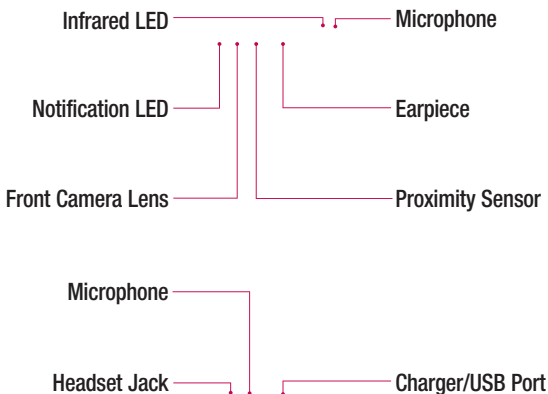 Infrared LED
Microphone
Notification LED
Earpiece
Front Camera Lens
Proximity Sensor
Microphone
Headset Jack
Charger/USB Port